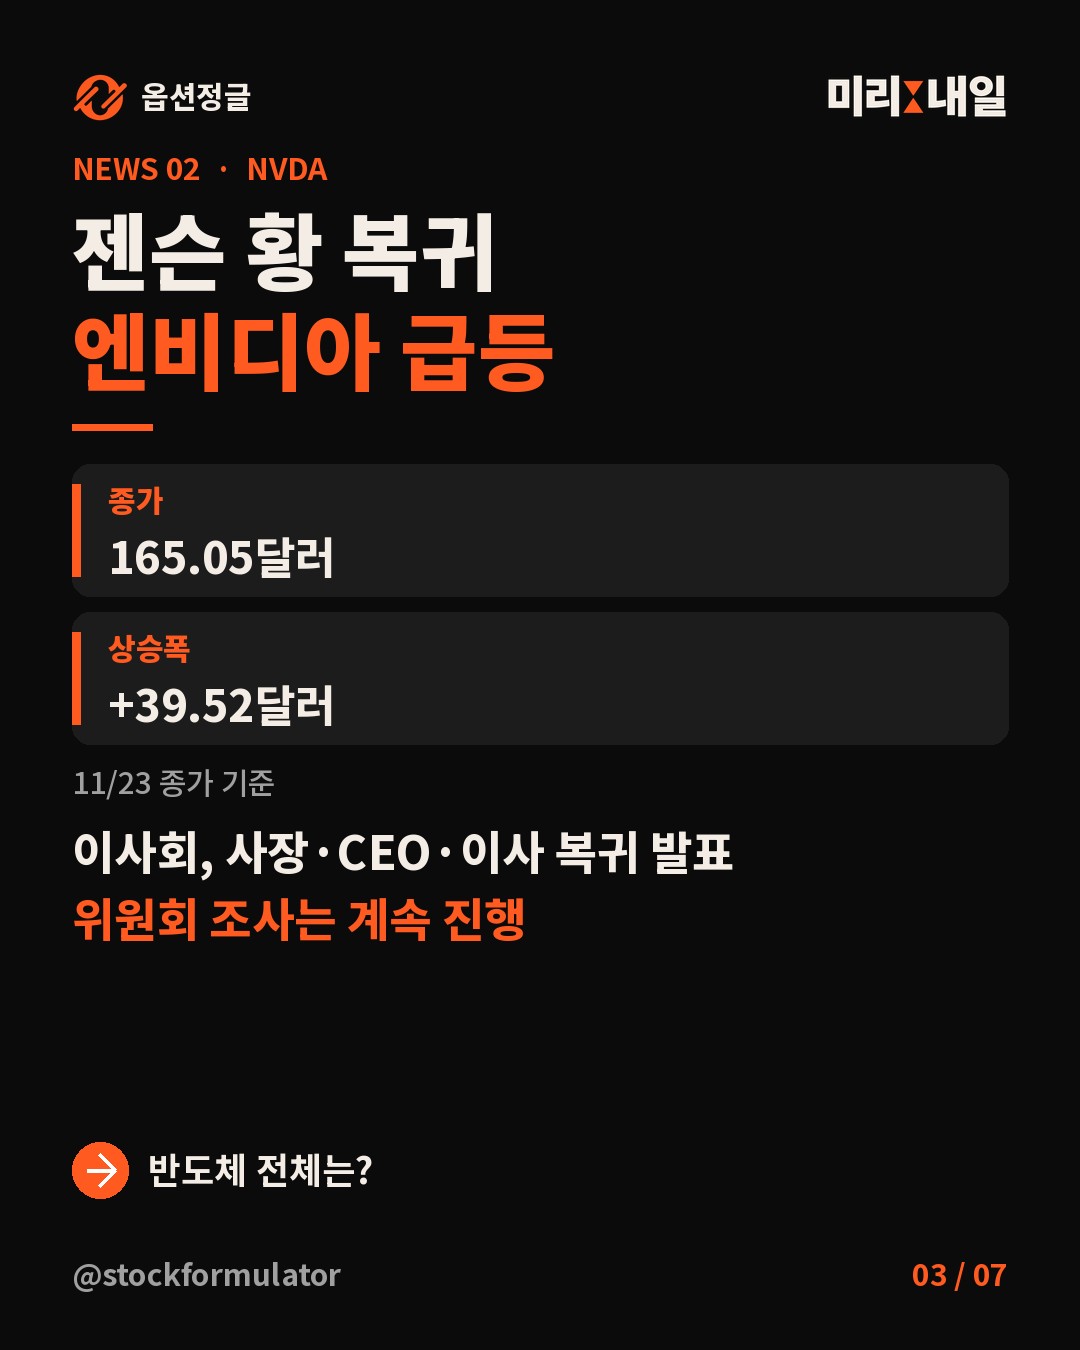 옵션정글
미리 내일
NEWS 02 · NVDA
젠슨 황 복귀
엔비디아 급등
종가
165.05달러
상승폭
+39.52달러
11/23 종가 기준
이사회, 사장·CEO·이사 복귀 발표
위원회 조사는 계속 진행
반도체 전체는?
@stockformulator
03 / 07